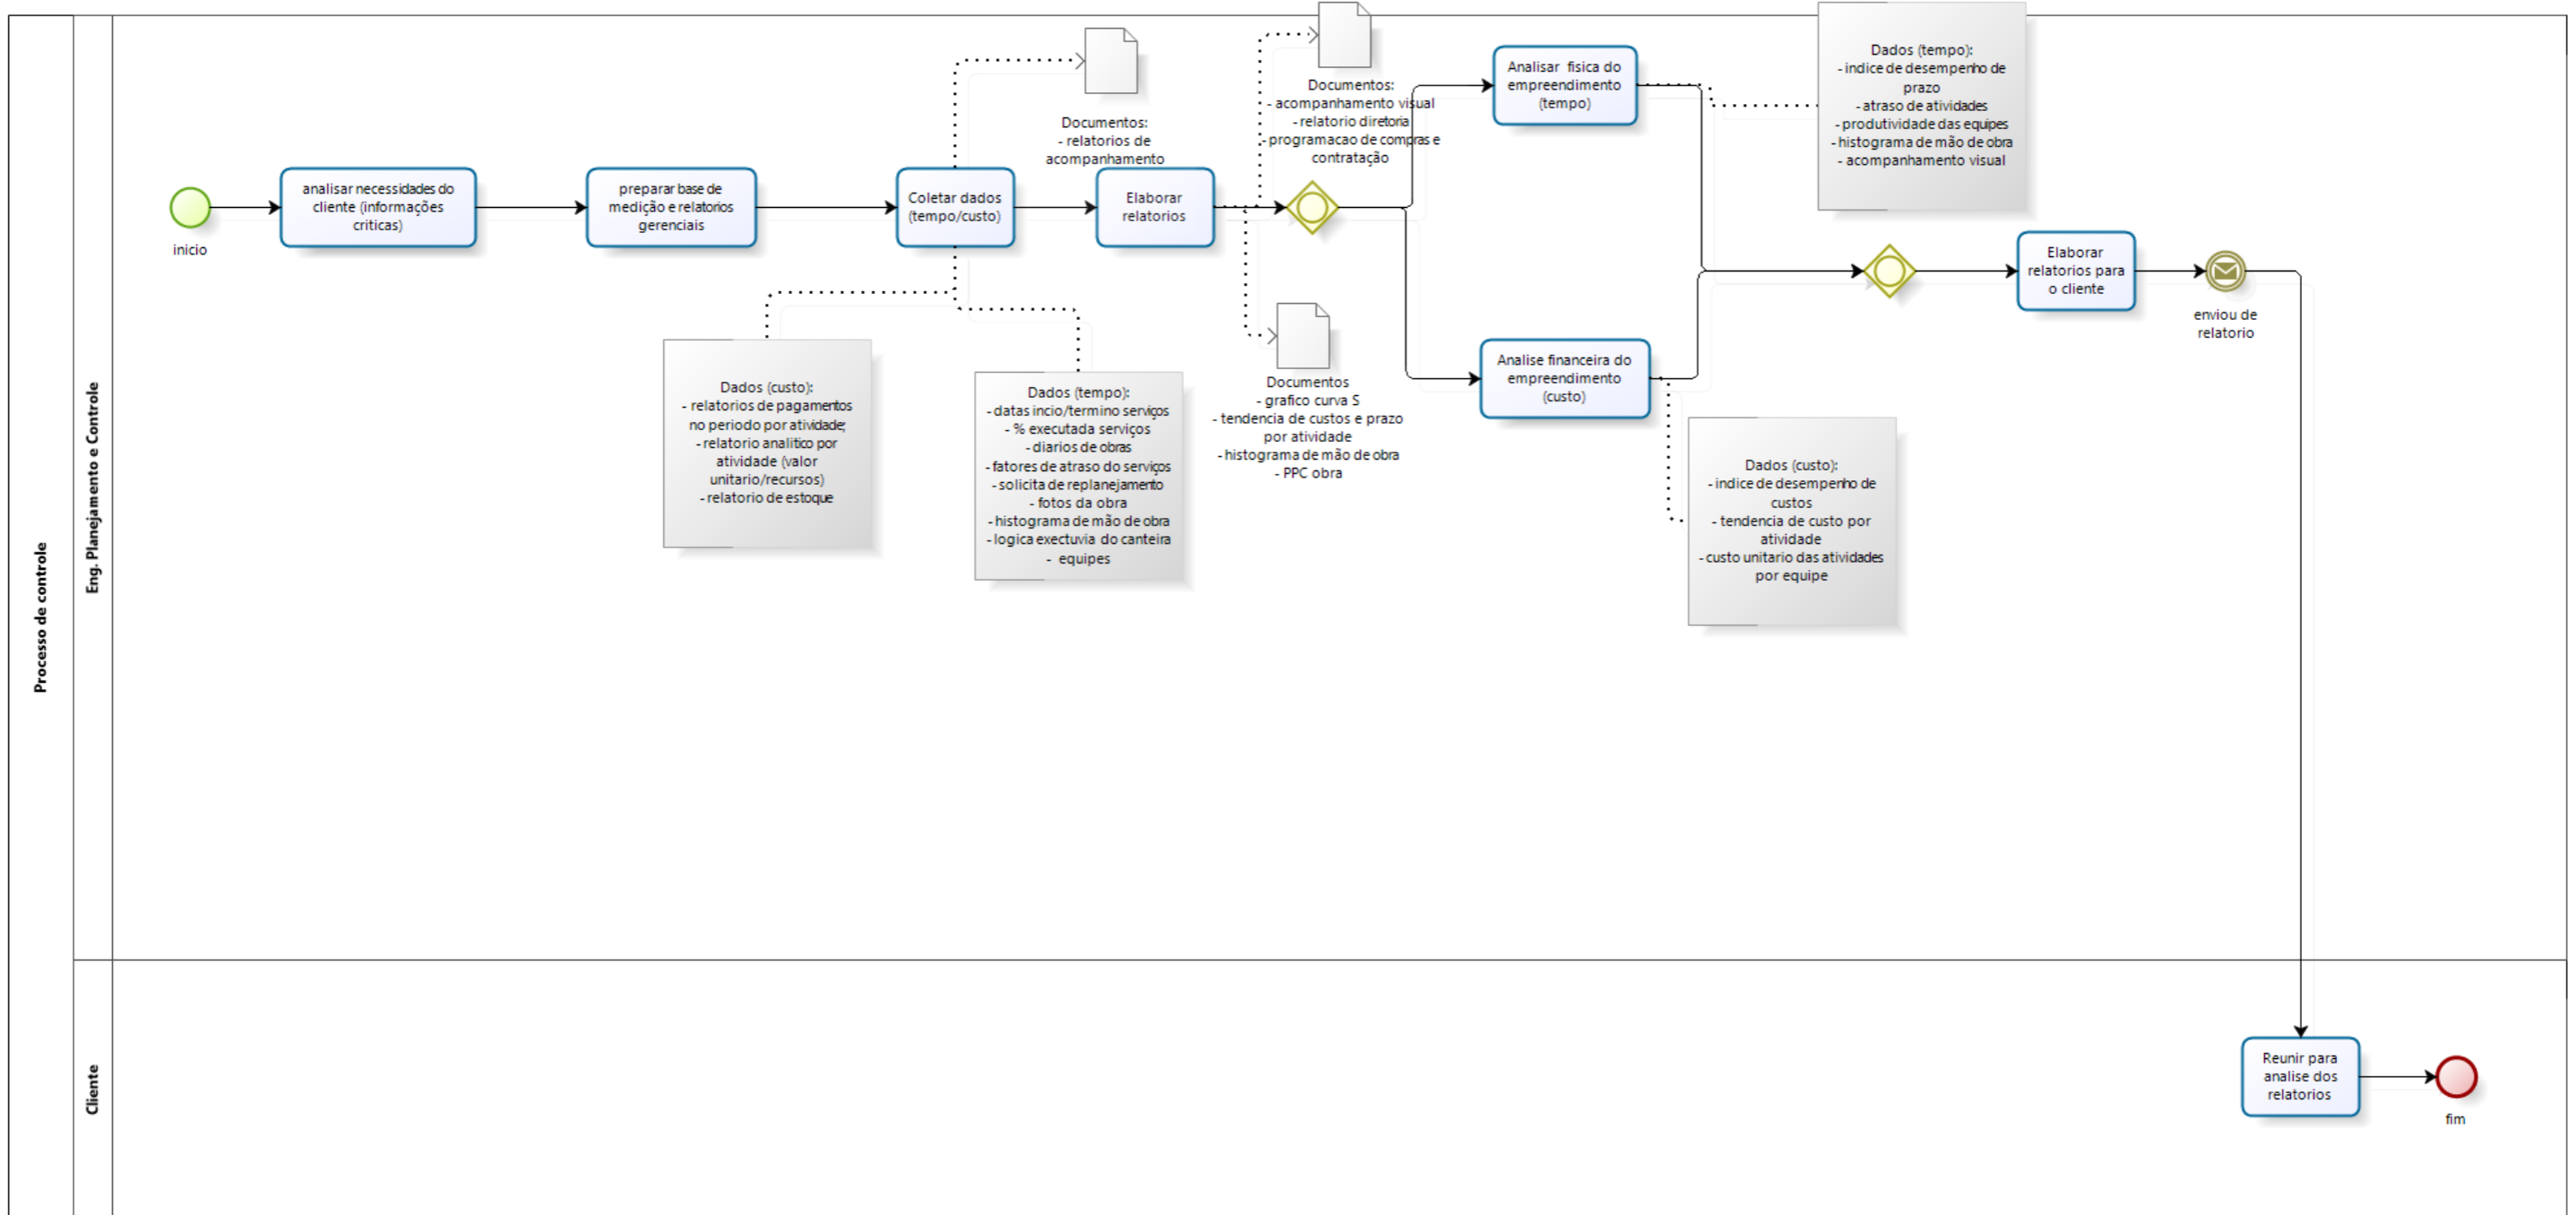 Processo de controle
Eng. Planejamento e Controle
Cliente
inicio
analisar necessidades do
cliente (informações
criticas)
preparar base de
medição e relatorios
gerenciais
Coletar dados
(tempo/custo)
Documentos:
- relatorios de
acompanhamento
Dados (custo):
- relatorios de pagamentos
no periodo por atividade;
- relatorio analitico por
atividade (valor
unitario/recursos)
- relatorio de estoque
Dados (tempo):
- datas incio/termino serviços
- % executada serviços
- diarios de obras
- fatores de atraso do serviços
- solicita de replanejamento
- fotos da obra
- histograma de mão de obra
- logica exectuvia do canteira
- equipes
Elaborar
relatorios
Documentos:
- acompanhamento visual
- relatorio diretoria
- programacao de compras e
contratação
Documentos
- grafico curva S
- tendencia de custos e prazo
por atividade
- histograma de mão de obra
- PPC obra
Analisar fisica do
empreendimento
(tempo)
Dados (tempo):
- indice de desempenho de
prazo
- atraso de atividades
- produtividade das equipes
- histograma de mão de obra
- acompanhamento visual
Analise financeira do
empreendimento
(custo)
Dados (custo):
- indice de desempenho de
custos
- tendencia de custo por
atividade
- custo unitario das atividades
por equipe
Elaborar
relatorios para
o cliente
enviou de
relatorio
Reunir para
analise dos
relatorios
fim